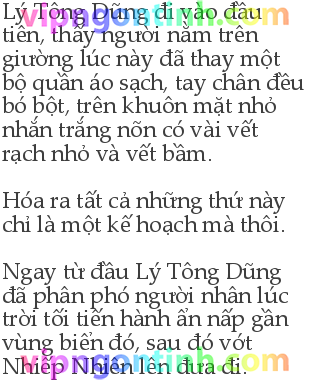 Lý Tông Dũng đi vào đầu
tiên, thấy người nằm trên
giường lúc này đã thay một
bộ quần áo sạch, tay chân đều
bó bột, trên khuôn mặt nhỏ
nhắn trắng nõn có vài vết
rạch nhỏ và vết bầm.

Hóa ra tất cả những thứ này
chỉ là một kế hoạch mà thôi.

Ngay từ đầu Lý Tông Dũng
đã phân phó người nhân lúc
trời tối tiến hành ẩn nấp gần
vùng biển đó, sau đó vớt
Nhiếp Nhiên lên đưa đi.
vipngontinh.com
vipngontinh.com